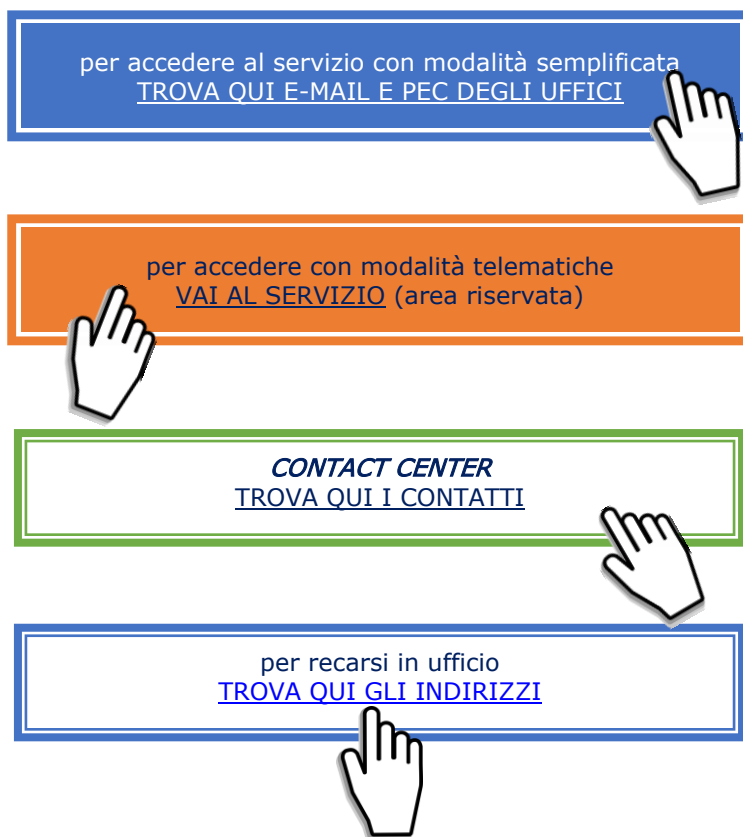 per accedere al servizio con modalità semplificata
TROVA QUI E-MAIL E PEC DEGLI UFFICI
per accedere con modalità telematiche
VAI AL SERVIZIO (area riservata)
CONTACT CENTER
TROVA QUI I CONTATTI
per recarsi in ufficio
TROVA QUI GLI INDIRIZZI